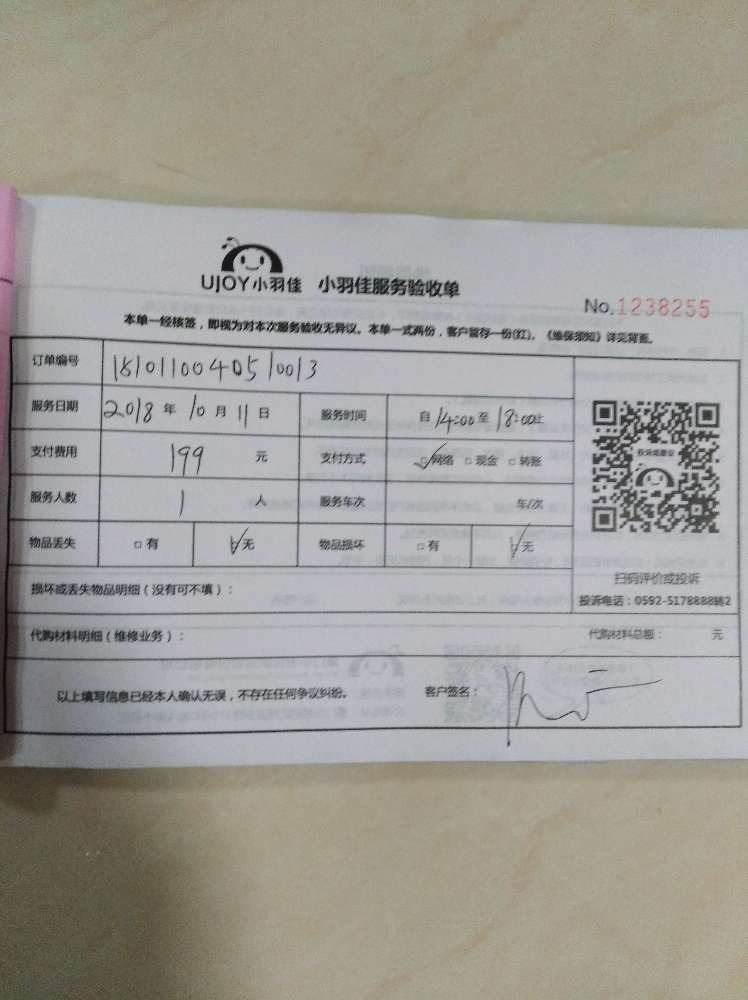 UJOY小羽佳 小羽佳服务验收单
No.1238255
本单一经核签，即视为对本次服务验收无异议。本单一式两份，客户留存一份(红)。《维保须知》详见背面。
订单编号 1810110040510013
服务日期 2018 年 10 月 11 日 服务时间 自 14:00 至 18:00止
支付费用 199 元 支付方式 ☑网络 □现金 □转账
服务人数 1 人 服务车次 车/次
物品丢失 □有 ☑无 物品损坏 □有 ☑无
损坏或丢失物品明细（没有可不填）：
扫码评价或投诉
投诉电话：0592-5178888转2
代购材料明细（维修业务）： 代购材料总额： 元
以上填写信息已经本人确认无误，不存在任何争议纠纷。 客户签名：